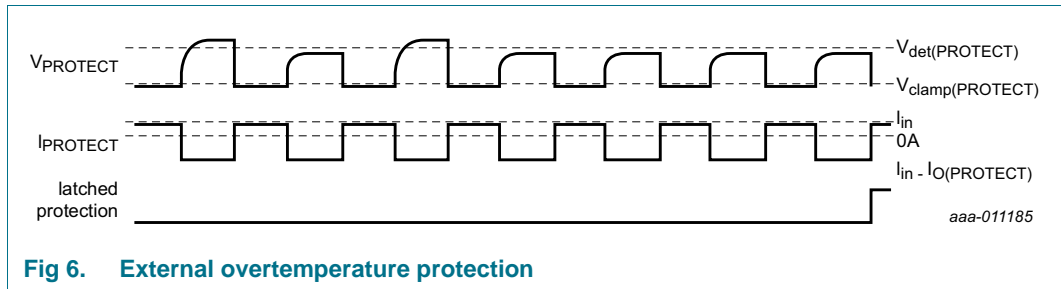 VPROTECT
Vdet(PROTECT)
Vclamp(PROTECT)
IPROTECT
Iin
0A
Iin - IO(PROTECT)
latched
protection
aaa-011185
Fig 6. External overtemperature protection